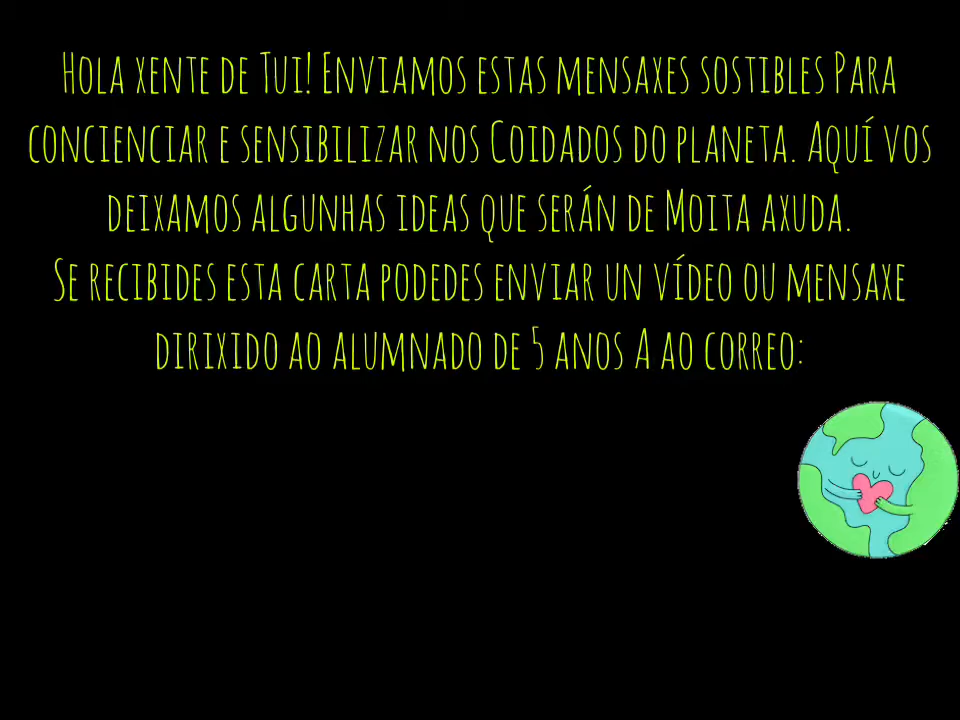 Hola xente de Tui! Enviamos estas mensaxes sostibles Para
concienciar e sensibilizar nos Coidados do planeta. Aquí vos
deixamos algunhas ideas que serán de Moita axuda.
Se recibides esta carta podedes enviar un vídeo ou mensaxe
dirixido ao alumnado de 5 anos A ao correo: